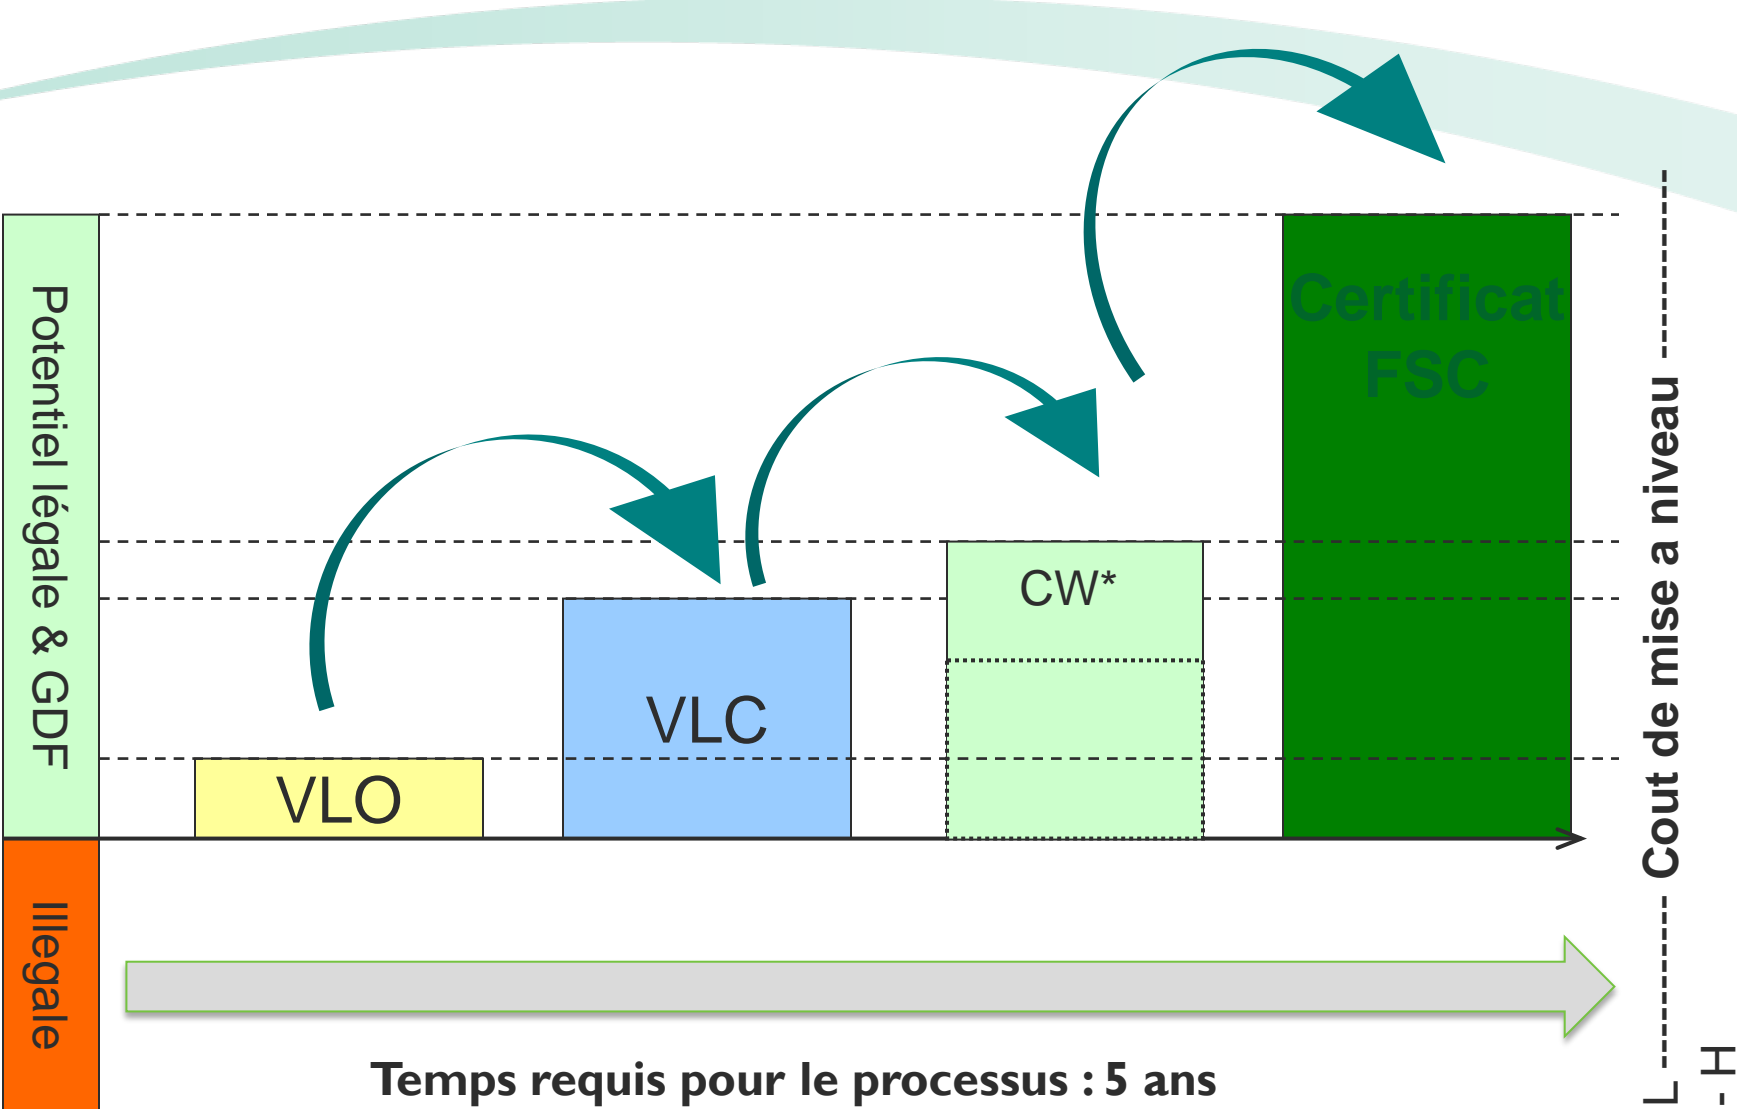 Potentiel légale & GDF
Illegale
VLO
VLC
CW*
Certificat
FSC
L -------- Cout de mise a niveau --------
- H
Temps requis pour le processus : 5 ans